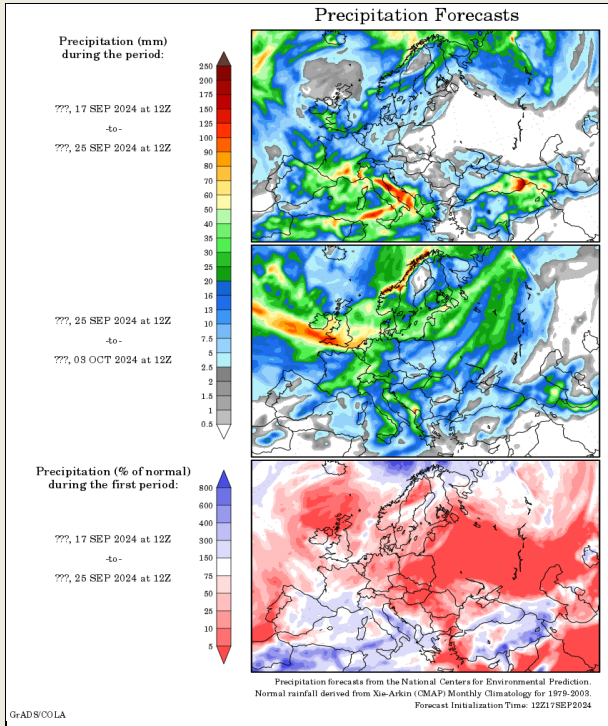 Precipitation Forecasts
Precipitation (mm)
during the period:
???, 17 SEP 2024 at 12Z
-to-
???, 25 SEP 2024 at 12Z
250
200
175
150
125
100
90
80
70
60
50
40
35
30
25
20
16
13
10
7.5
5
2.5
2
1.5
1
0.5
???, 25 SEP 2024 at 12Z
-to-
???, 03 OCT 2024 at 12Z
Precipitation (% of normal)
during the first period:
???, 17 SEP 2024 at 12Z
-to-
???, 25 SEP 2024 at 12Z
800
600
400
300
150
75
50
25
10
5
Precipitation forecasts from the National Centers for Environmental Prediction.
Normal rainfall derived from Xie-Arkin (CMAP) Monthly Climatology for 1979-2003.
Forecast Initialization Time: 12Z17SEP2024
GrADS/COLA